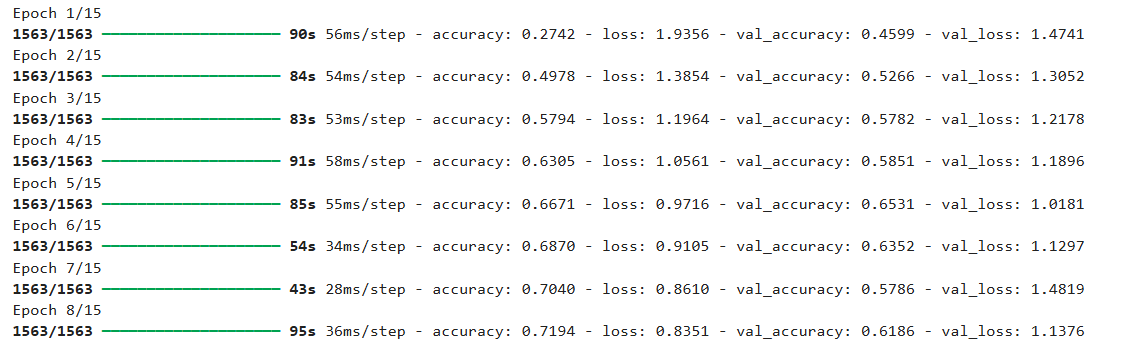 Epoch 1/15
1563/1563 ━━━━━━━━━━━━━━━━━━━━ 90s 56ms/step - accuracy: 0.2742 - loss: 1.9356 - val_accuracy: 0.4599 - val_loss: 1.4741
Epoch 2/15
1563/1563 ━━━━━━━━━━━━━━━━━━━━ 84s 54ms/step - accuracy: 0.4978 - loss: 1.3854 - val_accuracy: 0.5266 - val_loss: 1.3052
Epoch 3/15
1563/1563 ━━━━━━━━━━━━━━━━━━━━ 83s 53ms/step - accuracy: 0.5794 - loss: 1.1964 - val_accuracy: 0.5782 - val_loss: 1.2178
Epoch 4/15
1563/1563 ━━━━━━━━━━━━━━━━━━━━ 91s 58ms/step - accuracy: 0.6305 - loss: 1.0561 - val_accuracy: 0.5851 - val_loss: 1.1896
Epoch 5/15
1563/1563 ━━━━━━━━━━━━━━━━━━━━ 85s 55ms/step - accuracy: 0.6671 - loss: 0.9716 - val_accuracy: 0.6531 - val_loss: 1.0181
Epoch 6/15
1563/1563 ━━━━━━━━━━━━━━━━━━━━ 54s 34ms/step - accuracy: 0.6870 - loss: 0.9105 - val_accuracy: 0.6352 - val_loss: 1.1297
Epoch 7/15
1563/1563 ━━━━━━━━━━━━━━━━━━━━ 43s 28ms/step - accuracy: 0.7040 - loss: 0.8610 - val_accuracy: 0.5786 - val_loss: 1.4819
Epoch 8/15
1563/1563 ━━━━━━━━━━━━━━━━━━━━ 95s 36ms/step - accuracy: 0.7194 - loss: 0.8351 - val_accuracy: 0.6186 - val_loss: 1.1376